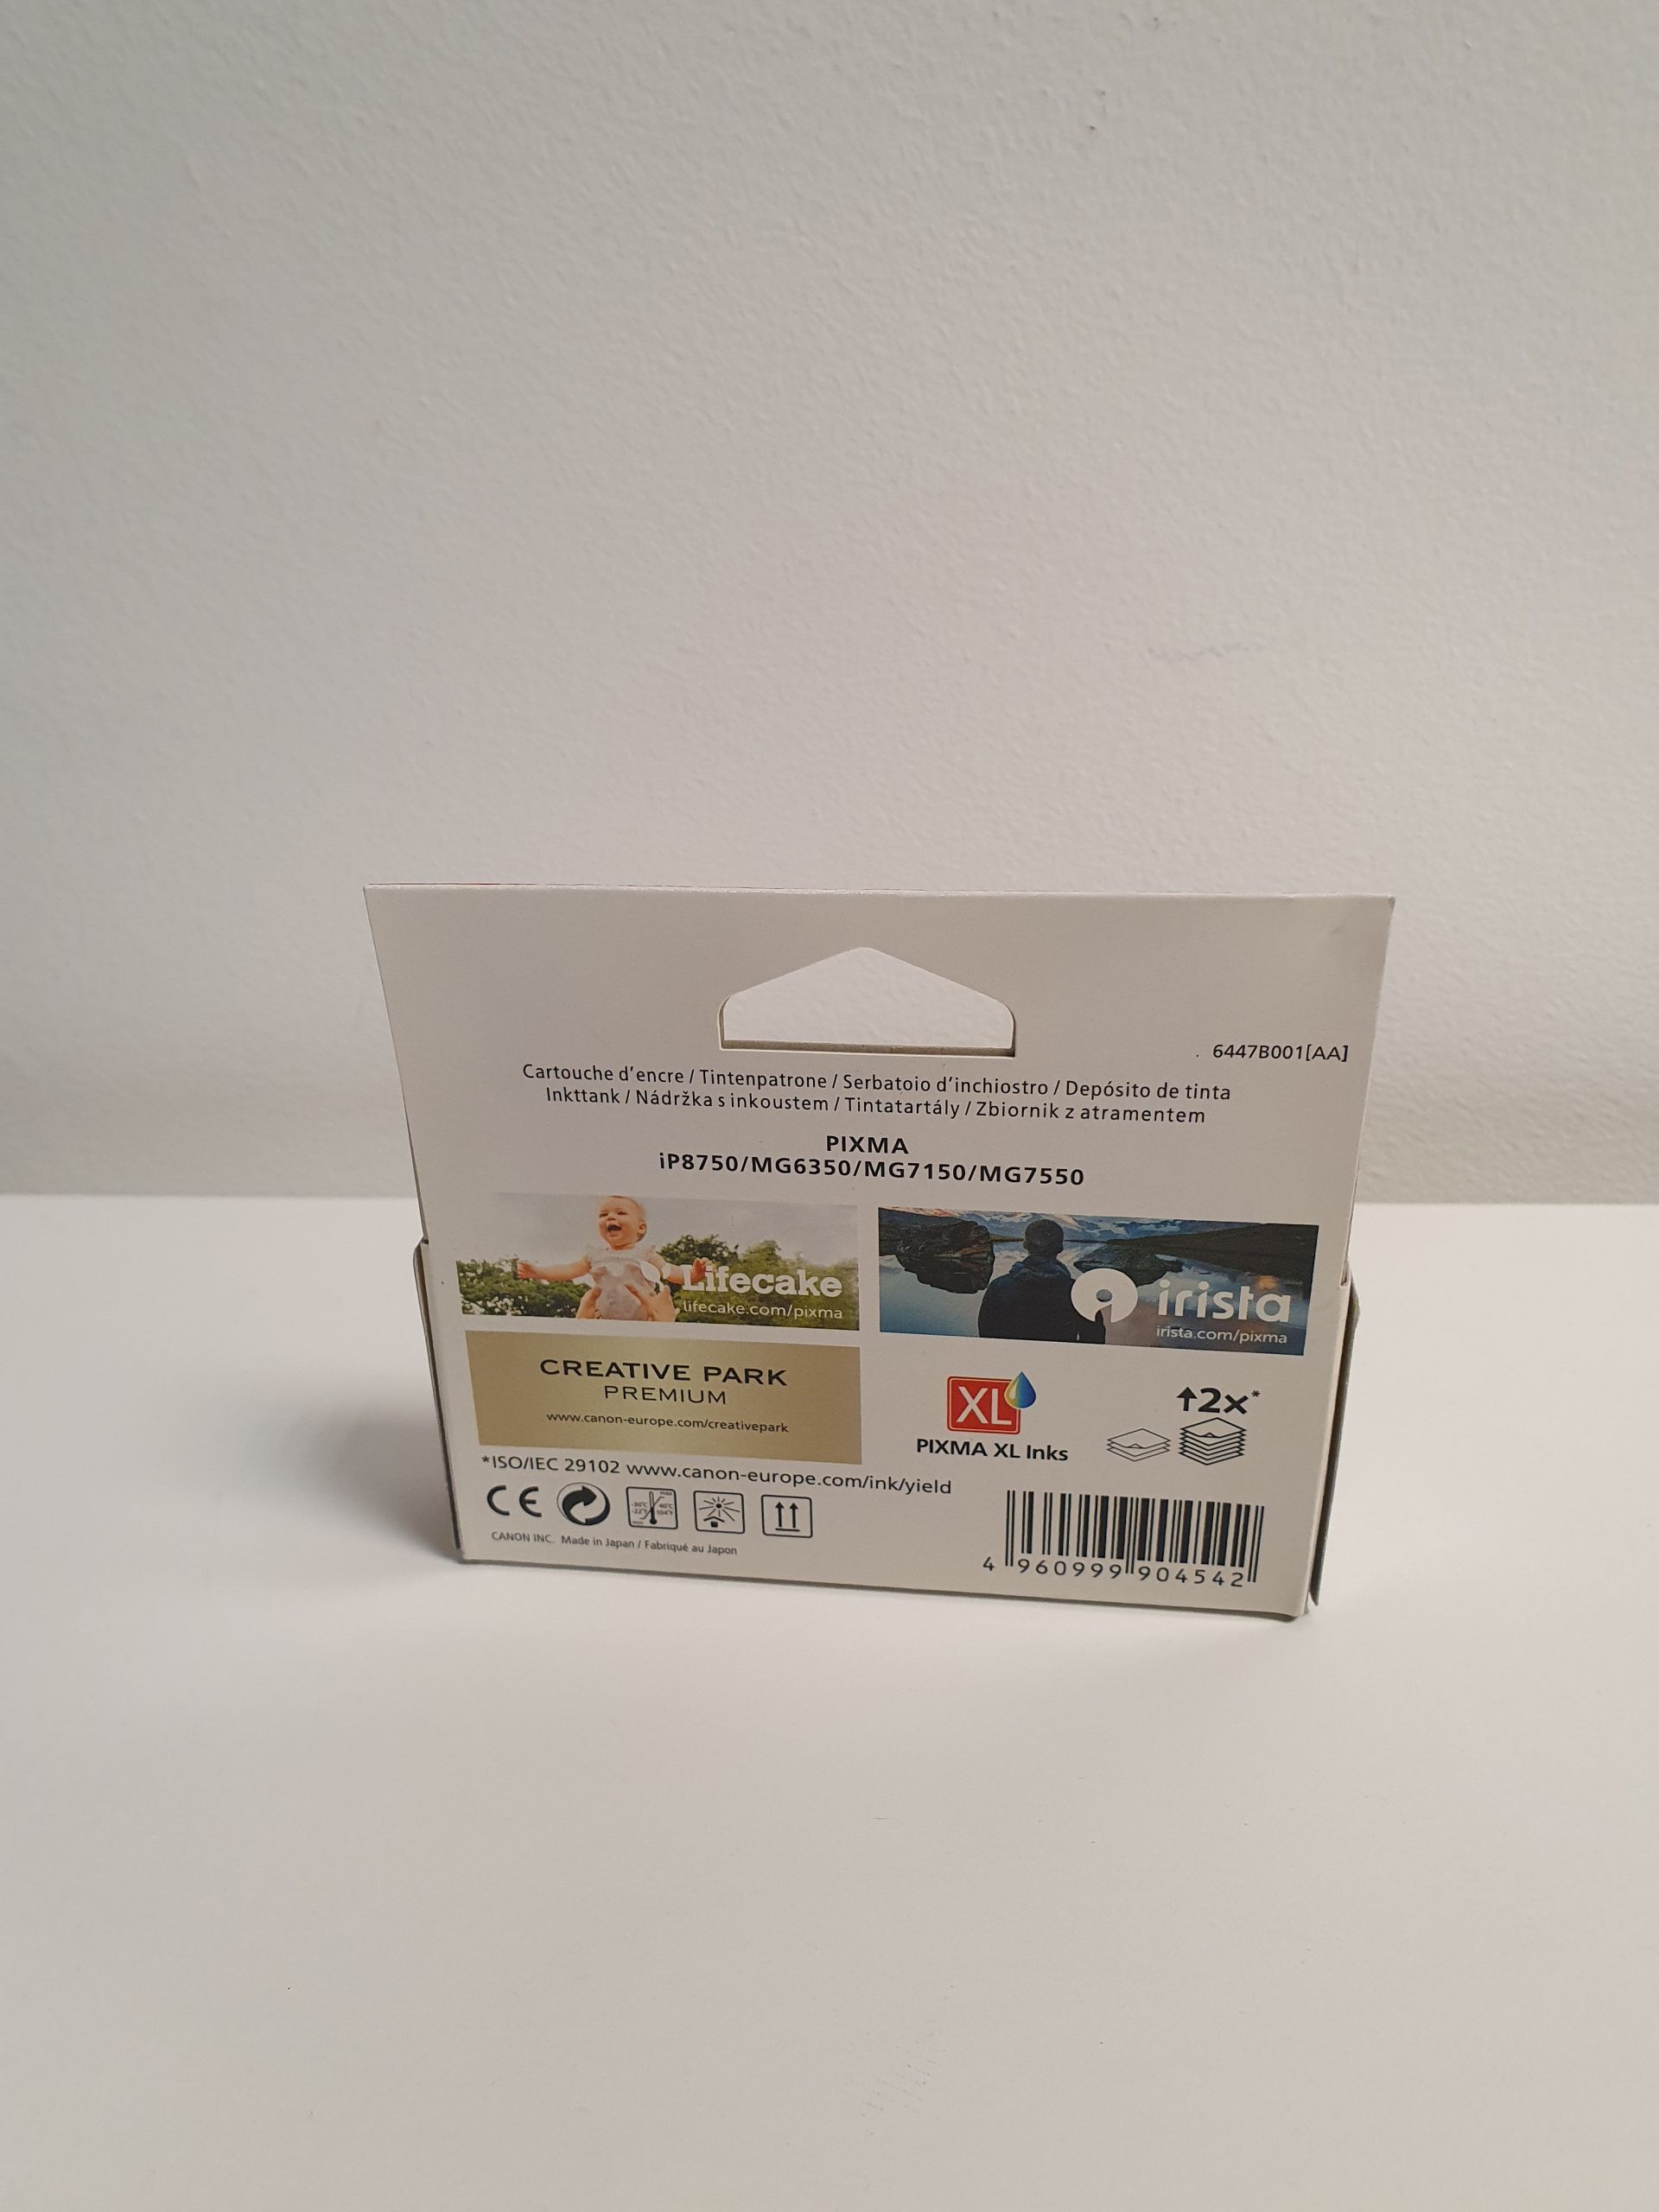 . 6447B001[AA]
Cartouche d'encre / Tintenpatrone / Serbatoio d'inchiostro / Depósito de tinta
Inkttank / Nádržka s inkoustem / Tintatartály / Zbiornik z atramentem
PIXMA
iP8750/MG6350/MG7150/MG7550
Lifecake
lifecake.com/pixma
irista
irista.com/pixma
CREATIVE PARK
PREMIUM
www.canon-europe.com/creativepark
XL
PIXMA XL Inks
↑2x*
*ISO/IEC 29102 www.canon-europe.com/ink/yield
CE
CANON INC. Made in Japan / Fabriqué au Japon
4 960999 904542